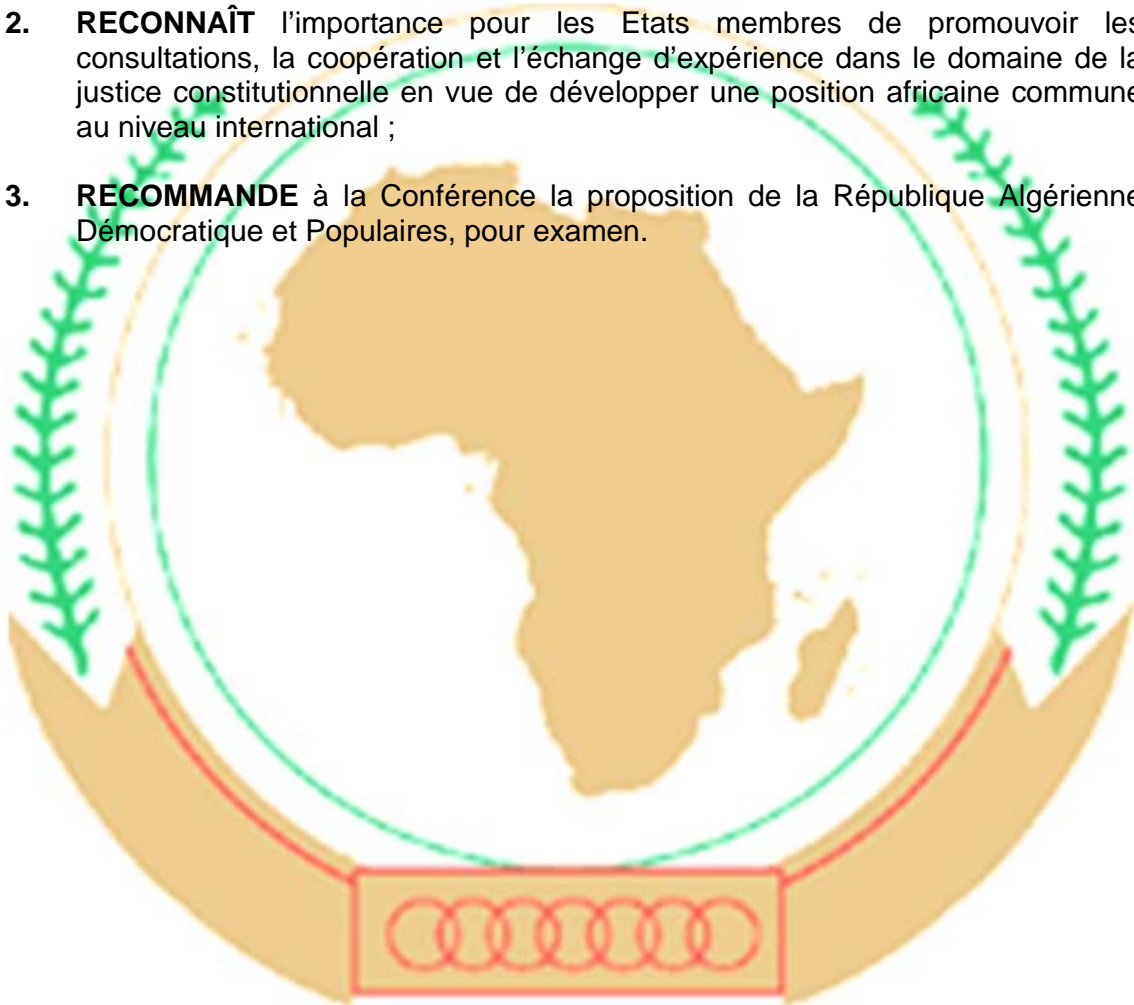 2. RECONNAÎT l’importance pour les Etats membres de promouvoir les
consultations, la coopération et l’échange d’expérience dans le domaine de la
justice constitutionnelle en vue de développer une position africaine commune
au niveau international ;
3. RECOMMANDE à la Conférence la proposition de la République Algérienne
Démocratique et Populaires, pour examen.